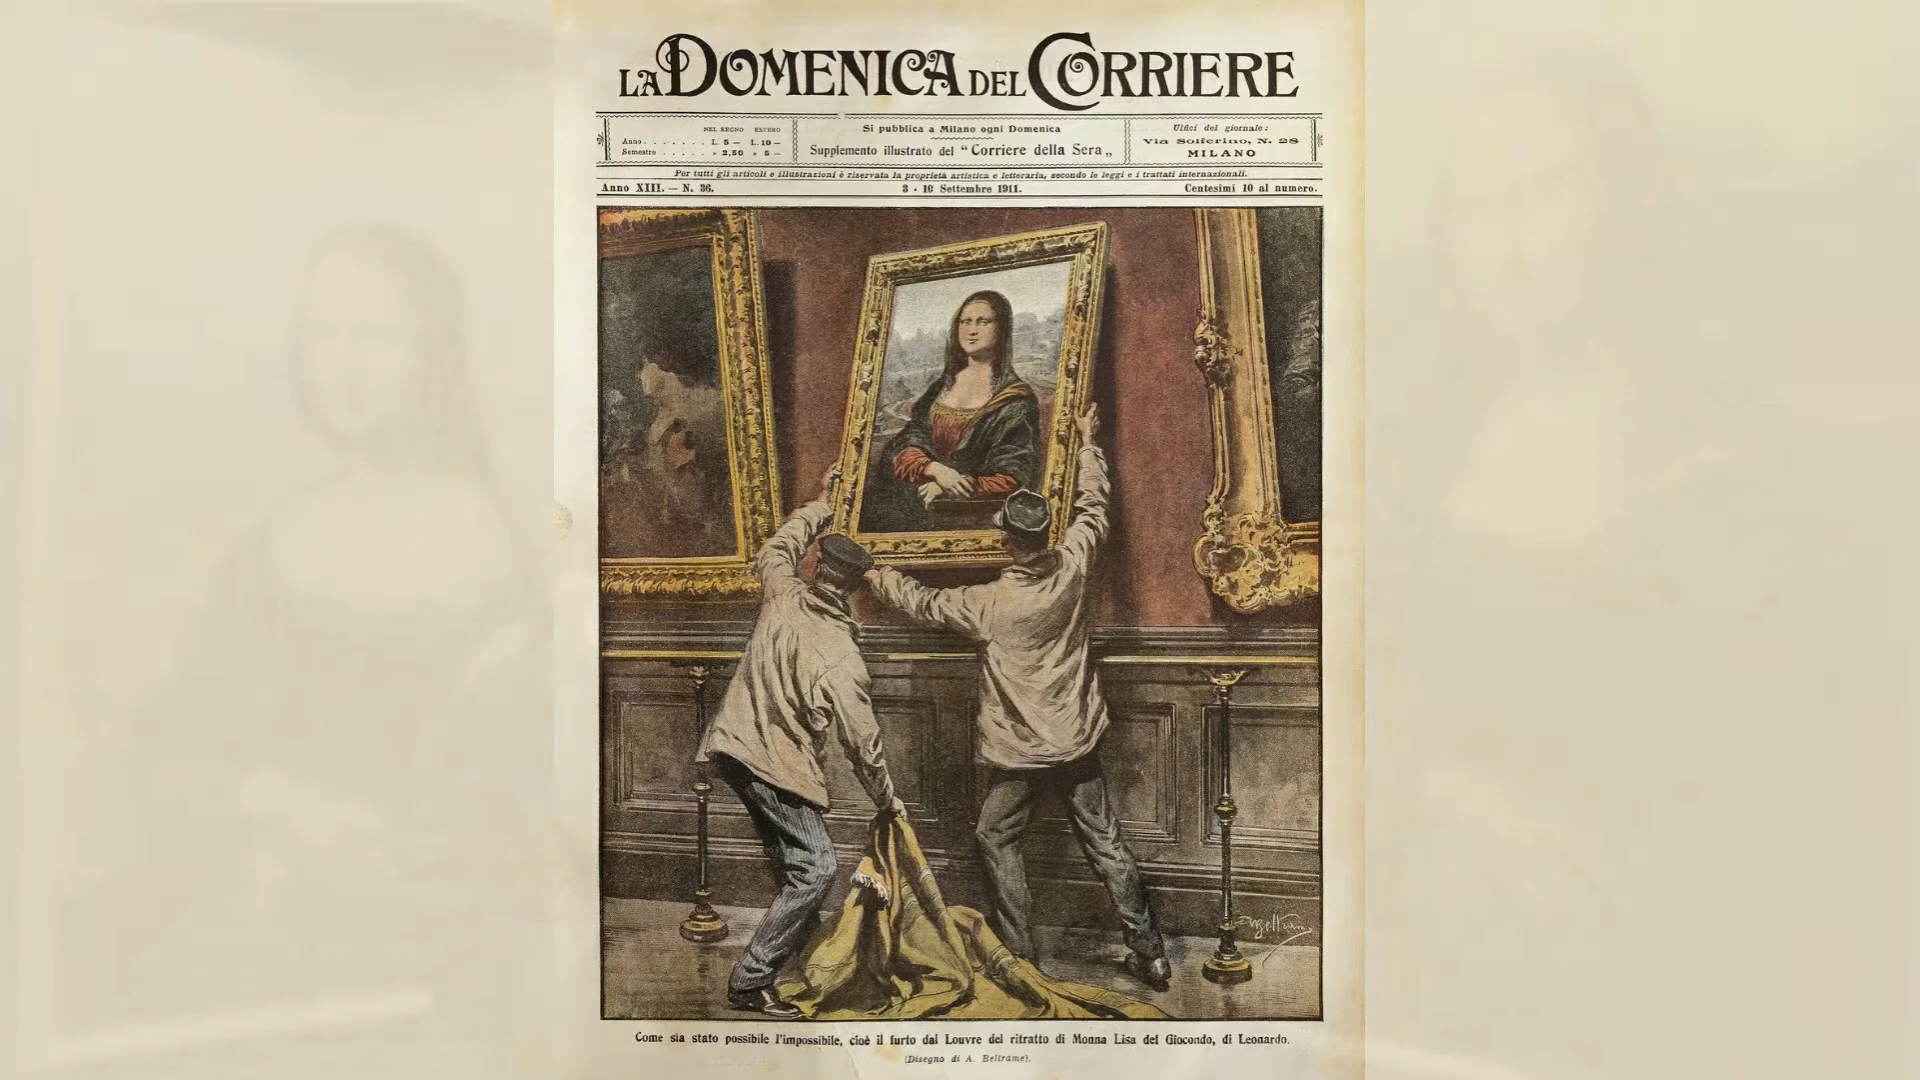 LA DOMENICA DEL CORRIERE
NEL REGNO ESTERO
Anno . . . . . . . L. 5 — L. 10 —
Semestre . . . . . . » 2,50 » 5 —
Si pubblica a Milano ogni Domenica
Supplemento illustrato del “Corriere della Sera„
Uffici del giornale:
Via Solferino, N. 28
MILANO
Per tutti gli articoli e illustrazioni è riservata la proprietà artistica e letteraria, secondo le leggi e i trattati internazionali.
Anno XIII. — N. 36.
3 - 10 Settembre 1911.
Centesimi 10 al numero.
A. Beltrame
Come sia stato possibile l'impossibile, cioè il furto dal Louvre del ritratto di Monna Lisa del Giocondo, di Leonardo.
(Disegno di A. Beltrame).